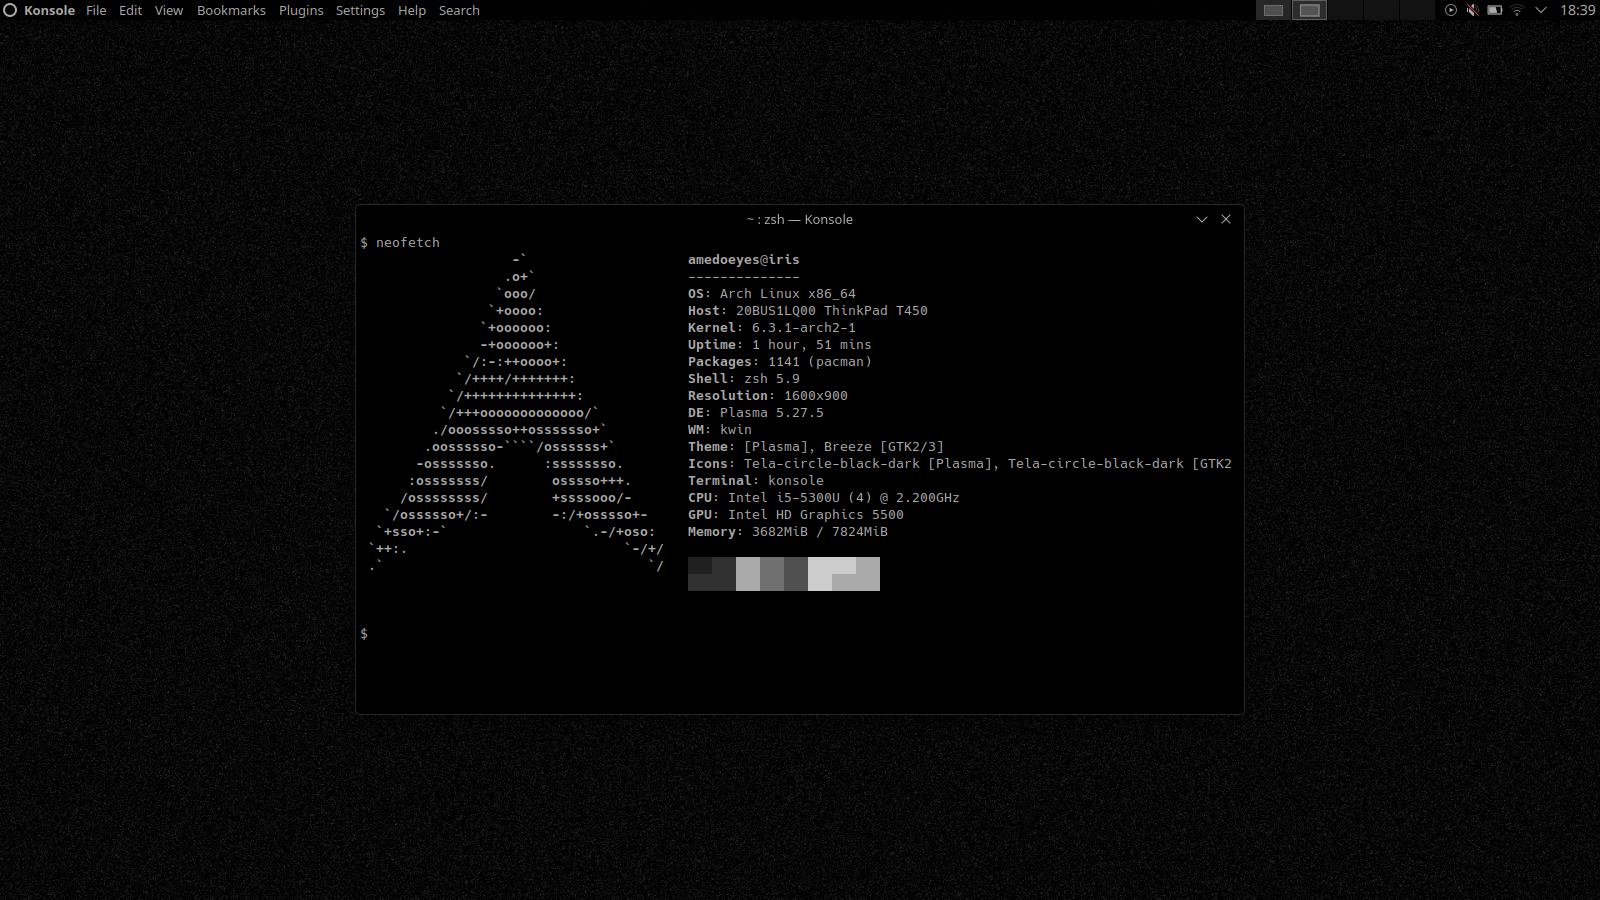 Konsole File Edit View Bookmarks Plugins Settings Help Search 18:39
~ : zsh — Konsole
$ neofetch
-`
.o+`
`ooo/
`+oooo:
`+oooooo:
-+oooooo+:
`/:-:++oooo+:
`/++++/+++++++:
`/++++++++++++++:
`/+++ooooooooooooo/`
./ooosssso++osssssso+`
.oossssso-````/ossssss+`
-osssssso. :ssssssso.
:osssssss/ osssso+++.
/ossssssss/ +ssssooo/-
`/ossssso+/:- -:/+osssso+-
`+sso+:-` `.-/+oso:
`++:. `-/+/
.` `/
amedoeyes@iris
--------------
OS: Arch Linux x86_64
Host: 20BUS1LQ00 ThinkPad T450
Kernel: 6.3.1-arch2-1
Uptime: 1 hour, 51 mins
Packages: 1141 (pacman)
Shell: zsh 5.9
Resolution: 1600x900
DE: Plasma 5.27.5
WM: kwin
Theme: [Plasma], Breeze [GTK2/3]
Icons: Tela-circle-black-dark [Plasma], Tela-circle-black-dark [GTK2
Terminal: konsole
CPU: Intel i5-5300U (4) @ 2.200GHz
GPU: Intel HD Graphics 5500
Memory: 3682MiB / 7824MiB
$